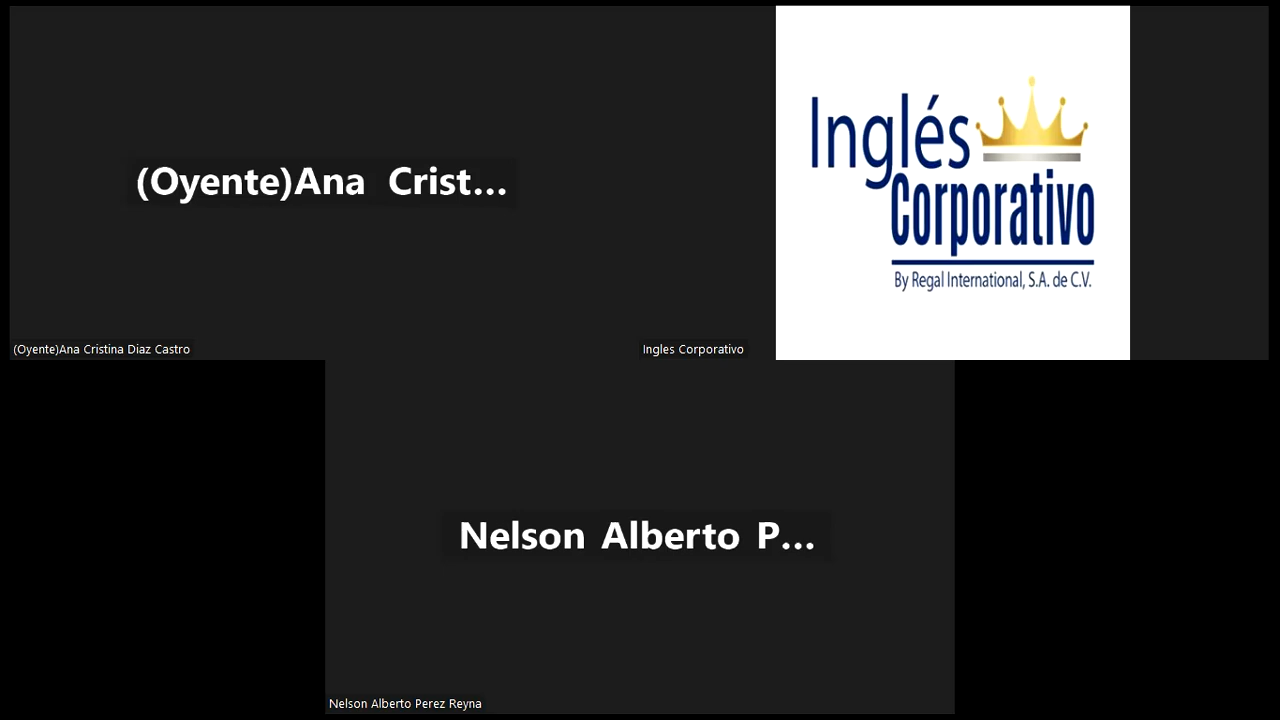 (Oyente)Ana Crist...
(Oyente)Ana Cristina Diaz Castro
Inglés
Corporativo
By Regal International, S.A. de C.V.
Ingles Corporativo
Nelson Alberto P...
Nelson Alberto Perez Reyna